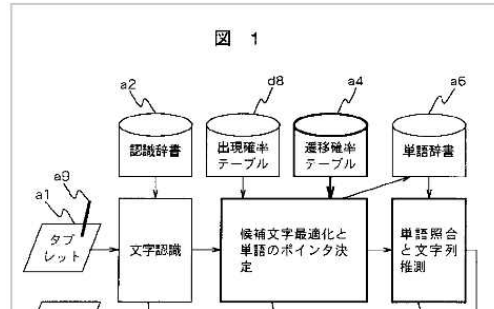 図 1
a2
d8
a4
a6
認識辞書
出現確率
テーブル
遷移確率
テーブル
単語辞書
a9
a1
タブ
レット
文字認識
候補文字最適化と
単語のポインタ決
定
単語照合
と文字列
推測